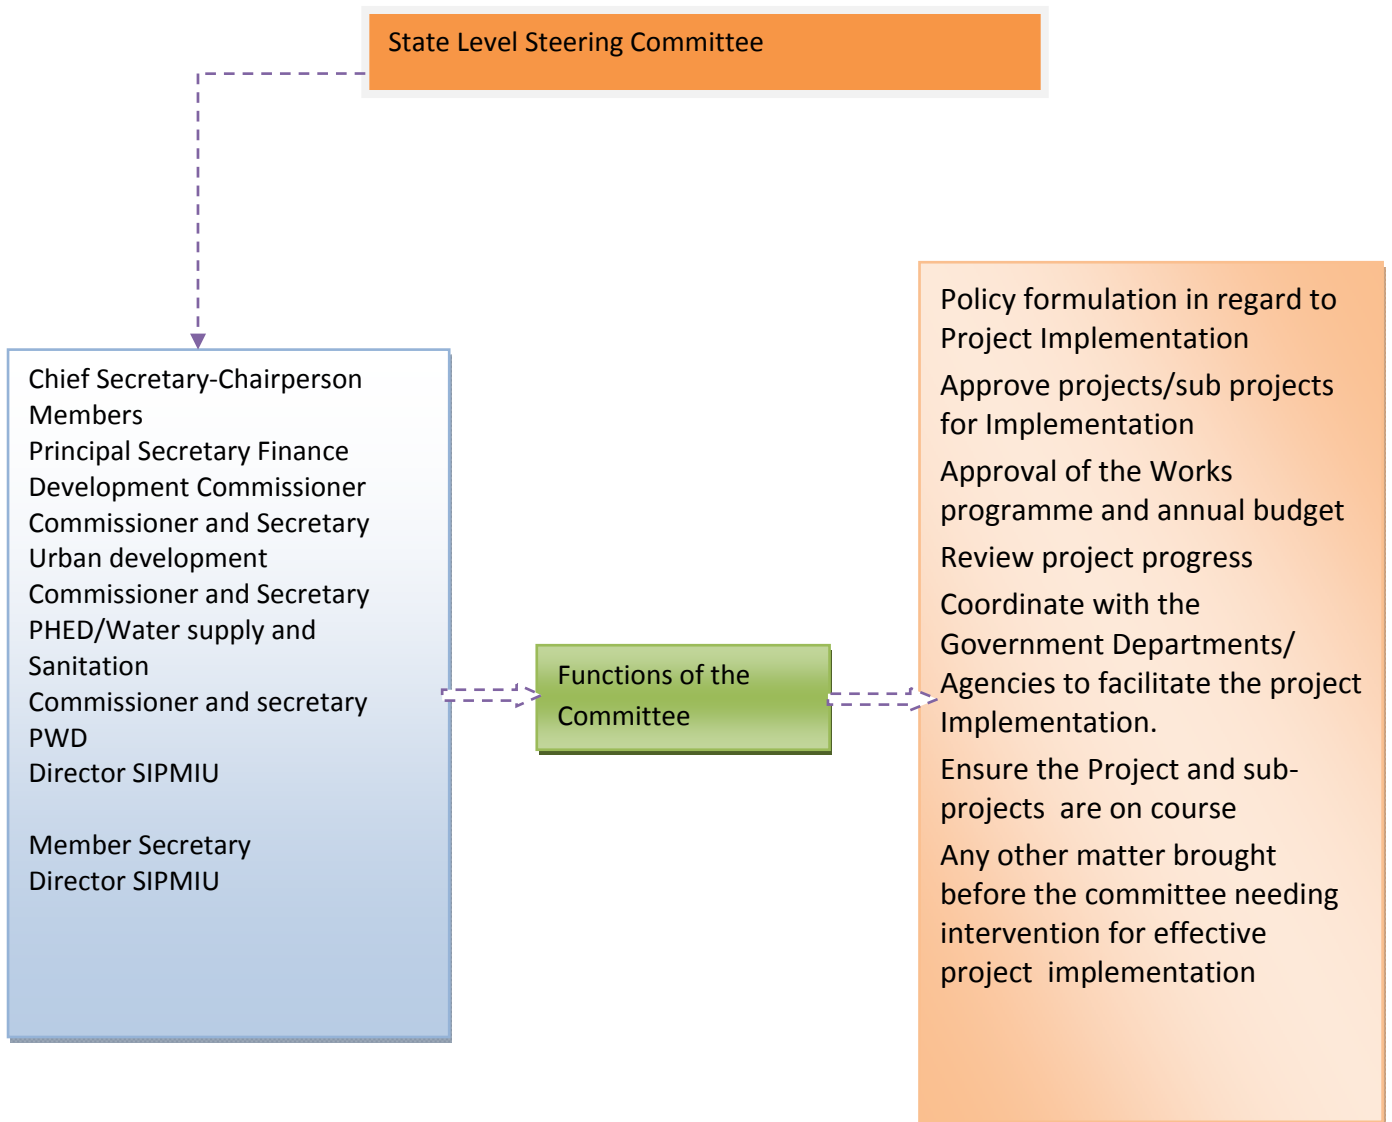 State Level Steering Committee
Chief Secretary-Chairperson
Members
Principal Secretary Finance
Development Commissioner
Commissioner and Secretary
Urban development
Commissioner and Secretary
PHED/Water supply and
Sanitation
Commissioner and secretary
PWD
Director SIPMIU
Member Secretary
Director SIPMIU
Functions of the
Committee
Policy formulation in regard to
Project Implementation
Approve projects/sub projects
for Implementation
Approval of the Works
programme and annual budget
Review project progress
Coordinate with the
Government Departments/
Agencies to facilitate the project
Implementation.
Ensure the Project and sub-
projects  are on course
Any other matter brought
before the committee needing
intervention for effective
project  implementation